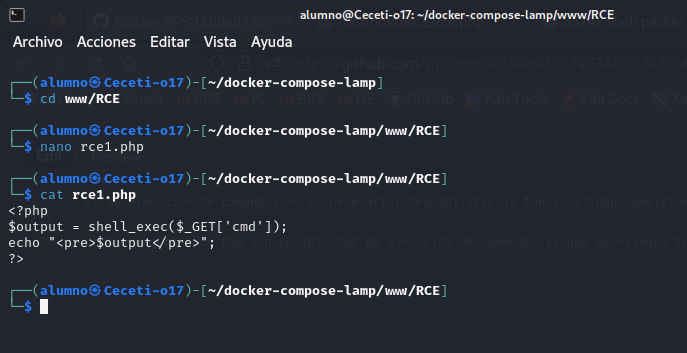 alumno@Ceceti-o17: ~/docker-compose-lamp/www/RCE
Archivo Acciones Editar Vista Ayuda
┌──(alumno㉿Ceceti-o17)-[~/docker-compose-lamp]
└─$ cd www/RCE
┌──(alumno㉿Ceceti-o17)-[~/docker-compose-lamp/www/RCE]
└─$ nano rce1.php
┌──(alumno㉿Ceceti-o17)-[~/docker-compose-lamp/www/RCE]
└─$ cat rce1.php
<?php
$output = shell_exec($_GET['cmd']);
echo "<pre>$output</pre>";
?>
┌──(alumno㉿Ceceti-o17)-[~/docker-compose-lamp/www/RCE]
└─$